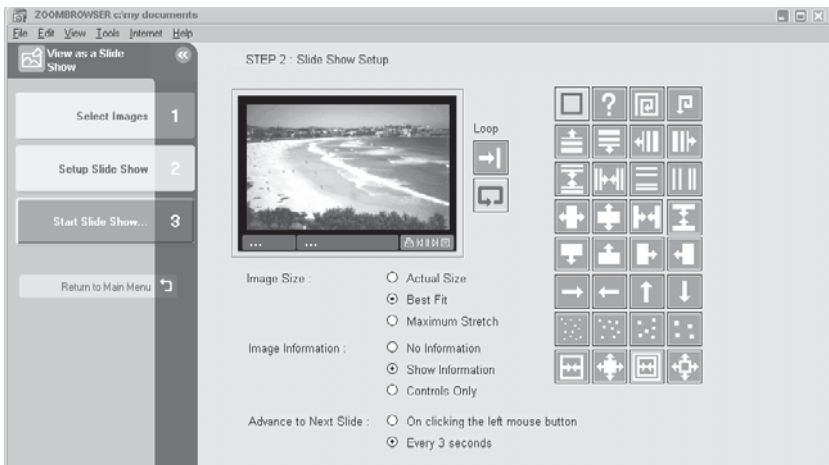 ZOOMBROWSER c:\my documents
File Edit View Tools Internet Help
View as a Slide
Show
STEP 2 : Slide Show Setup.
Select Images 1
Setup Slide Show 2
Start Slide Show... 3
Return to Main Menu
Loop
?
... ...
Image Size : Actual Size
Best Fit
Maximum Stretch
Image Information : No Information
Show Information
Controls Only
Advance to Next Slide : On clicking the left mouse button
Every 3 seconds